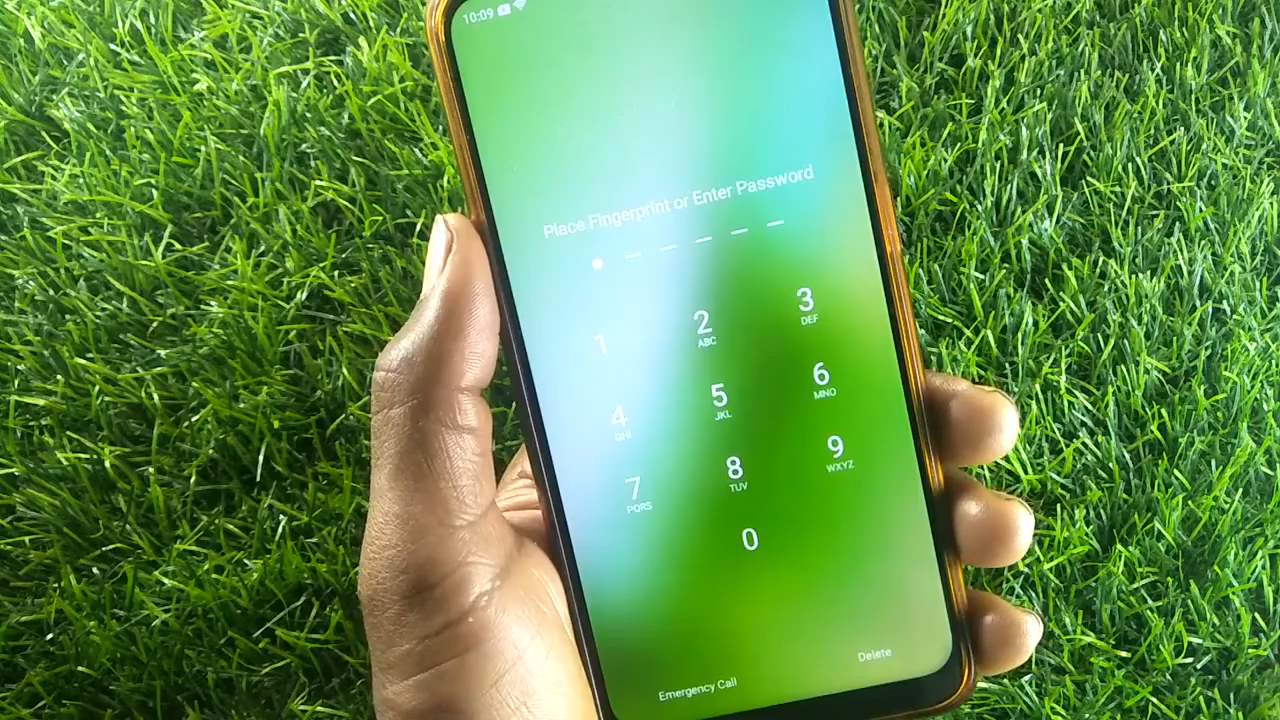 10:09
Place Fingerprint or Enter Password
1
2
ABC
3
DEF
4
GHI
5
JKL
6
MNO
7
PQRS
8
TUV
9
WXYZ
0
Emergency Call
Delete